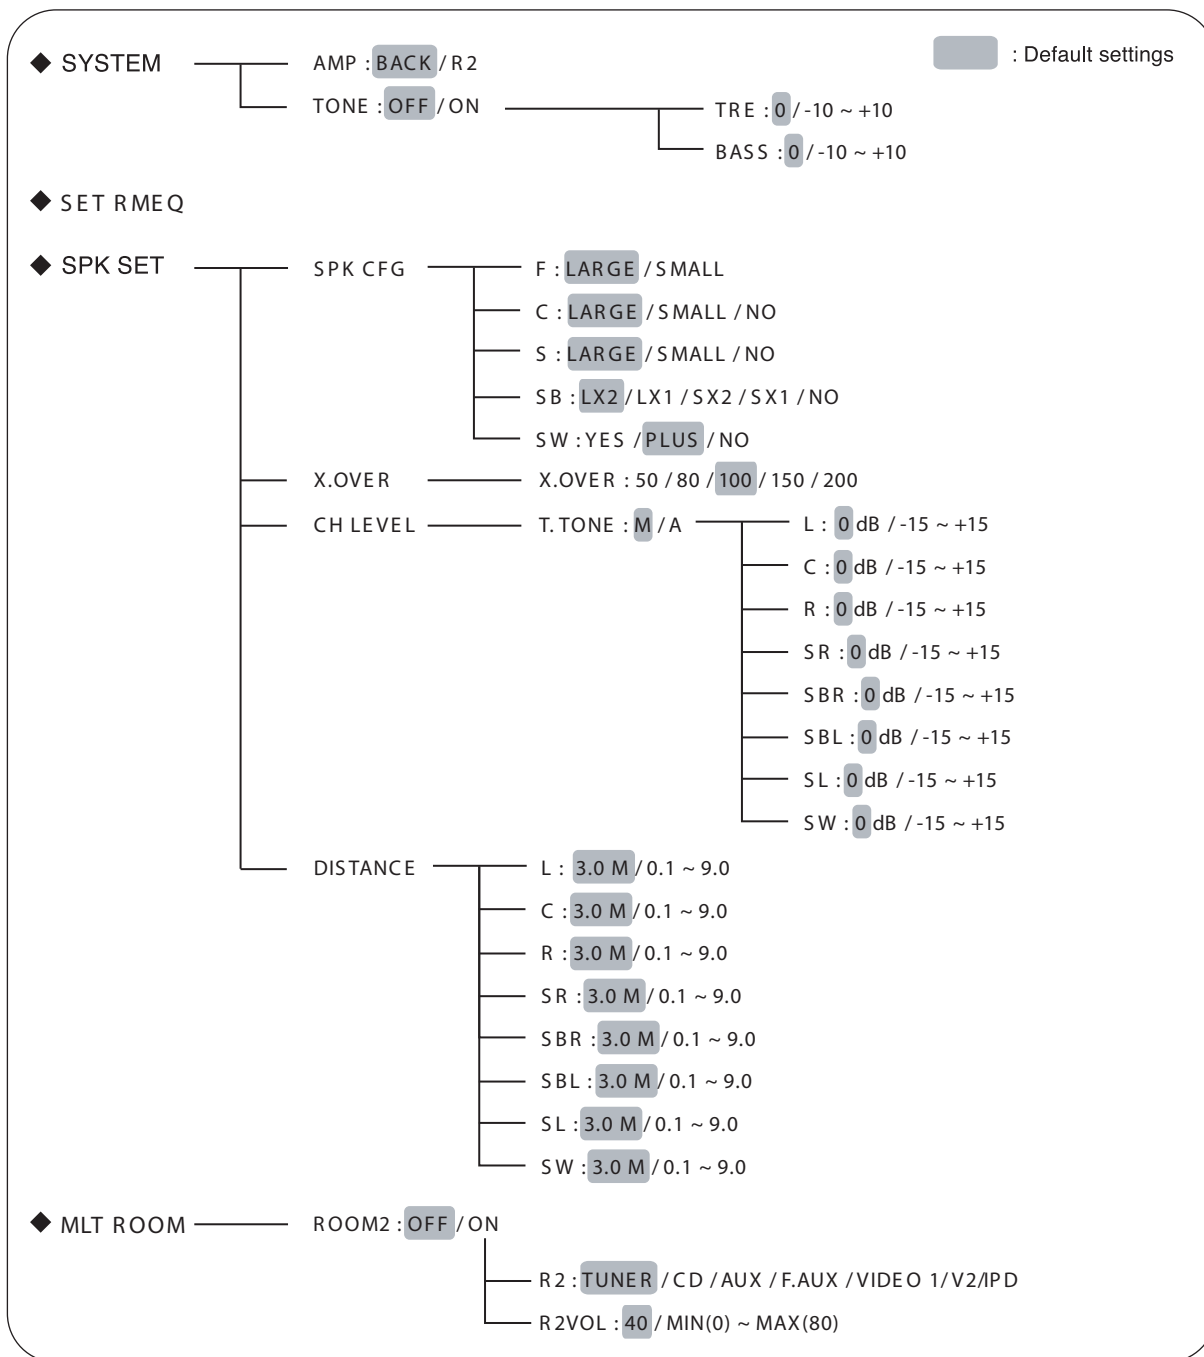 ◆ SYSTEM
AMP : BACK / R2
: Default settings
TONE : OFF / ON
TRE : 0 / -10 ~ +10
BASS : 0 / -10 ~ +10
◆ SET RMEQ
◆ SPK SET
SPK CFG
F : LARGE / SMALL
C : LARGE / SMALL / NO
S : LARGE / SMALL / NO
SB : LX2 / LX1 / SX2 / SX1 / NO
SW : YES / PLUS / NO
X.OVER
X.OVER : 50 / 80 / 100 / 150 / 200
CH LEVEL
T. TONE : M / A
L : 0 dB / -15 ~ +15
C : 0 dB / -15 ~ +15
R : 0 dB / -15 ~ +15
SR : 0 dB / -15 ~ +15
SBR : 0 dB / -15 ~ +15
SBL : 0 dB / -15 ~ +15
SL : 0 dB / -15 ~ +15
SW : 0 dB / -15 ~ +15
DISTANCE
L : 3.0 M / 0.1 ~ 9.0
C : 3.0 M / 0.1 ~ 9.0
R : 3.0 M / 0.1 ~ 9.0
SR : 3.0 M / 0.1 ~ 9.0
SBR : 3.0 M / 0.1 ~ 9.0
SBL : 3.0 M / 0.1 ~ 9.0
SL : 3.0 M / 0.1 ~ 9.0
SW : 3.0 M / 0.1 ~ 9.0
◆ MLT ROOM
ROOM2 : OFF / ON
R2 : TUNER / CD / AUX / F.AUX / VIDEO 1/ V2/IPD
R2VOL : 40 / MIN(0) ~ MAX(80)